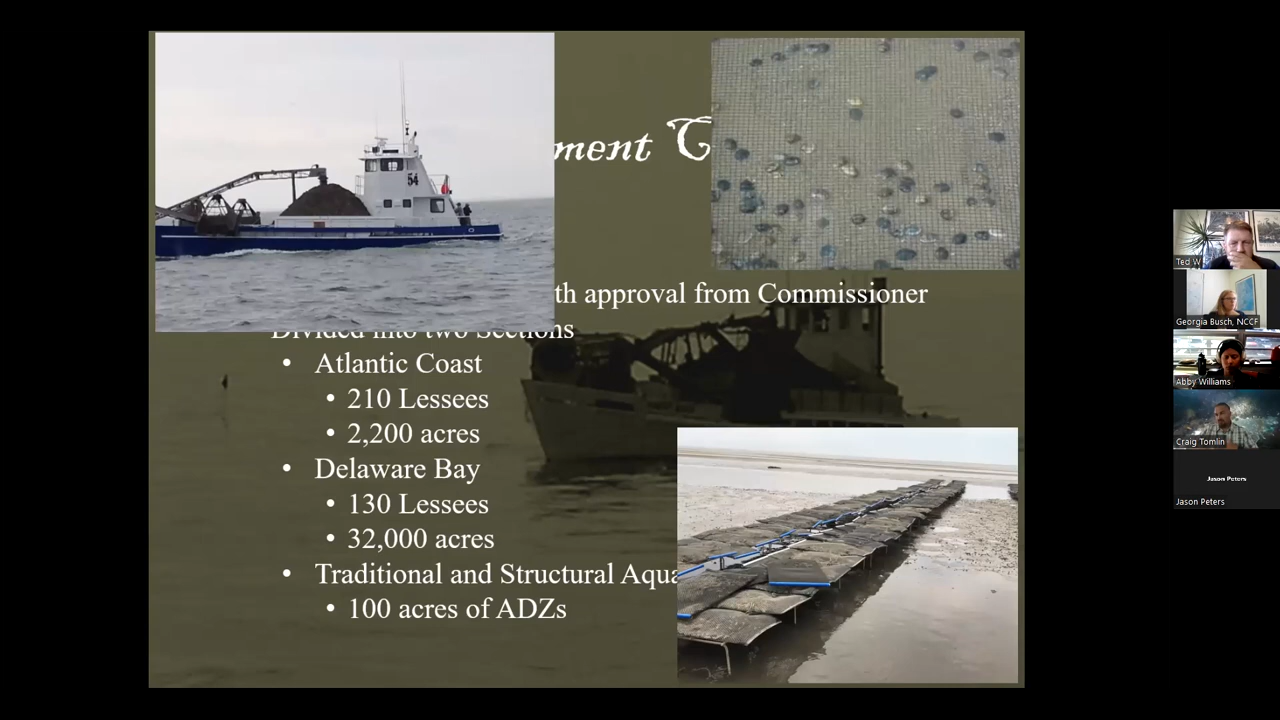 ment C
th approval from Commissioner
Divided into two Sections
• Atlantic Coast
• 210 Lessees
• 2,200 acres
• Delaware Bay
• 130 Lessees
• 32,000 acres
• Traditional and Structural Aqua
• 100 acres of ADZs
54
Ted W
Georgia Busch, NCCF
Abby Williams
Craig Tomlin
Jason Peters
Jason Peters